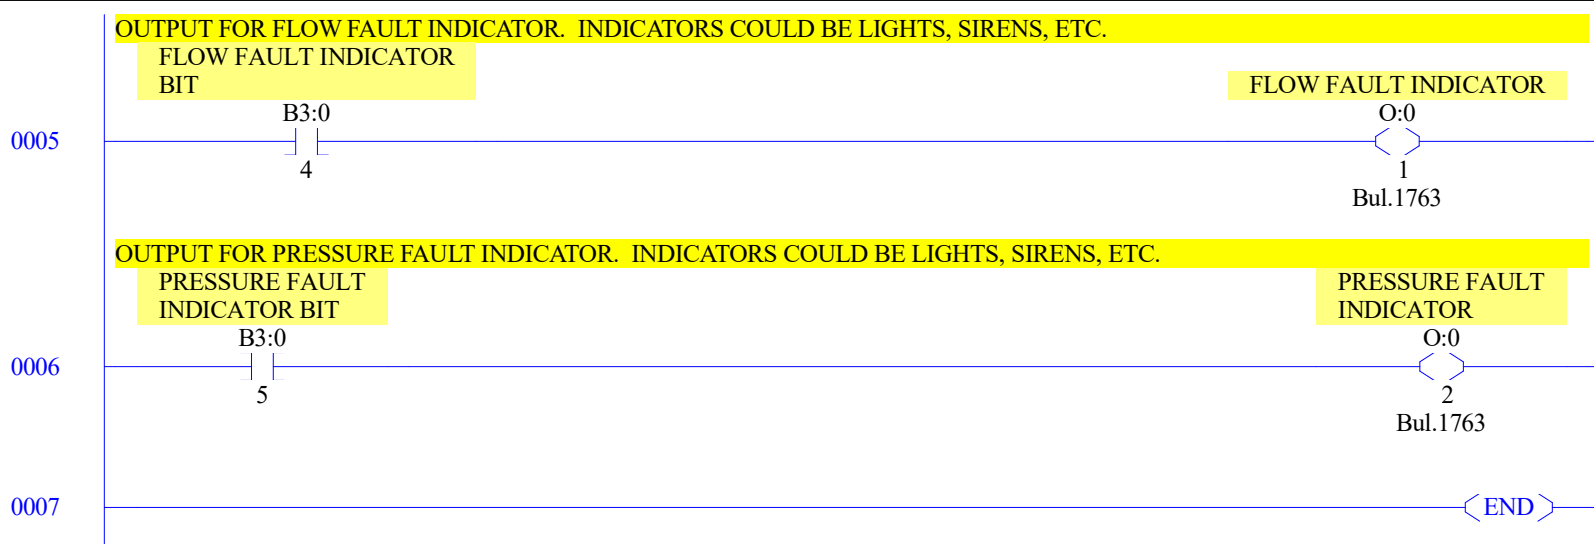 OUTPUT FOR FLOW FAULT INDICATOR.  INDICATORS COULD BE LIGHTS, SIRENS, ETC.
FLOW FAULT INDICATOR
BIT
FLOW FAULT INDICATOR
B3:0
O:0
0005
4
1
Bul.1763
OUTPUT FOR PRESSURE FAULT INDICATOR.  INDICATORS COULD BE LIGHTS, SIRENS, ETC.
PRESSURE FAULT
INDICATOR BIT
PRESSURE FAULT
INDICATOR
B3:0
O:0
0006
5
2
Bul.1763
0007
END